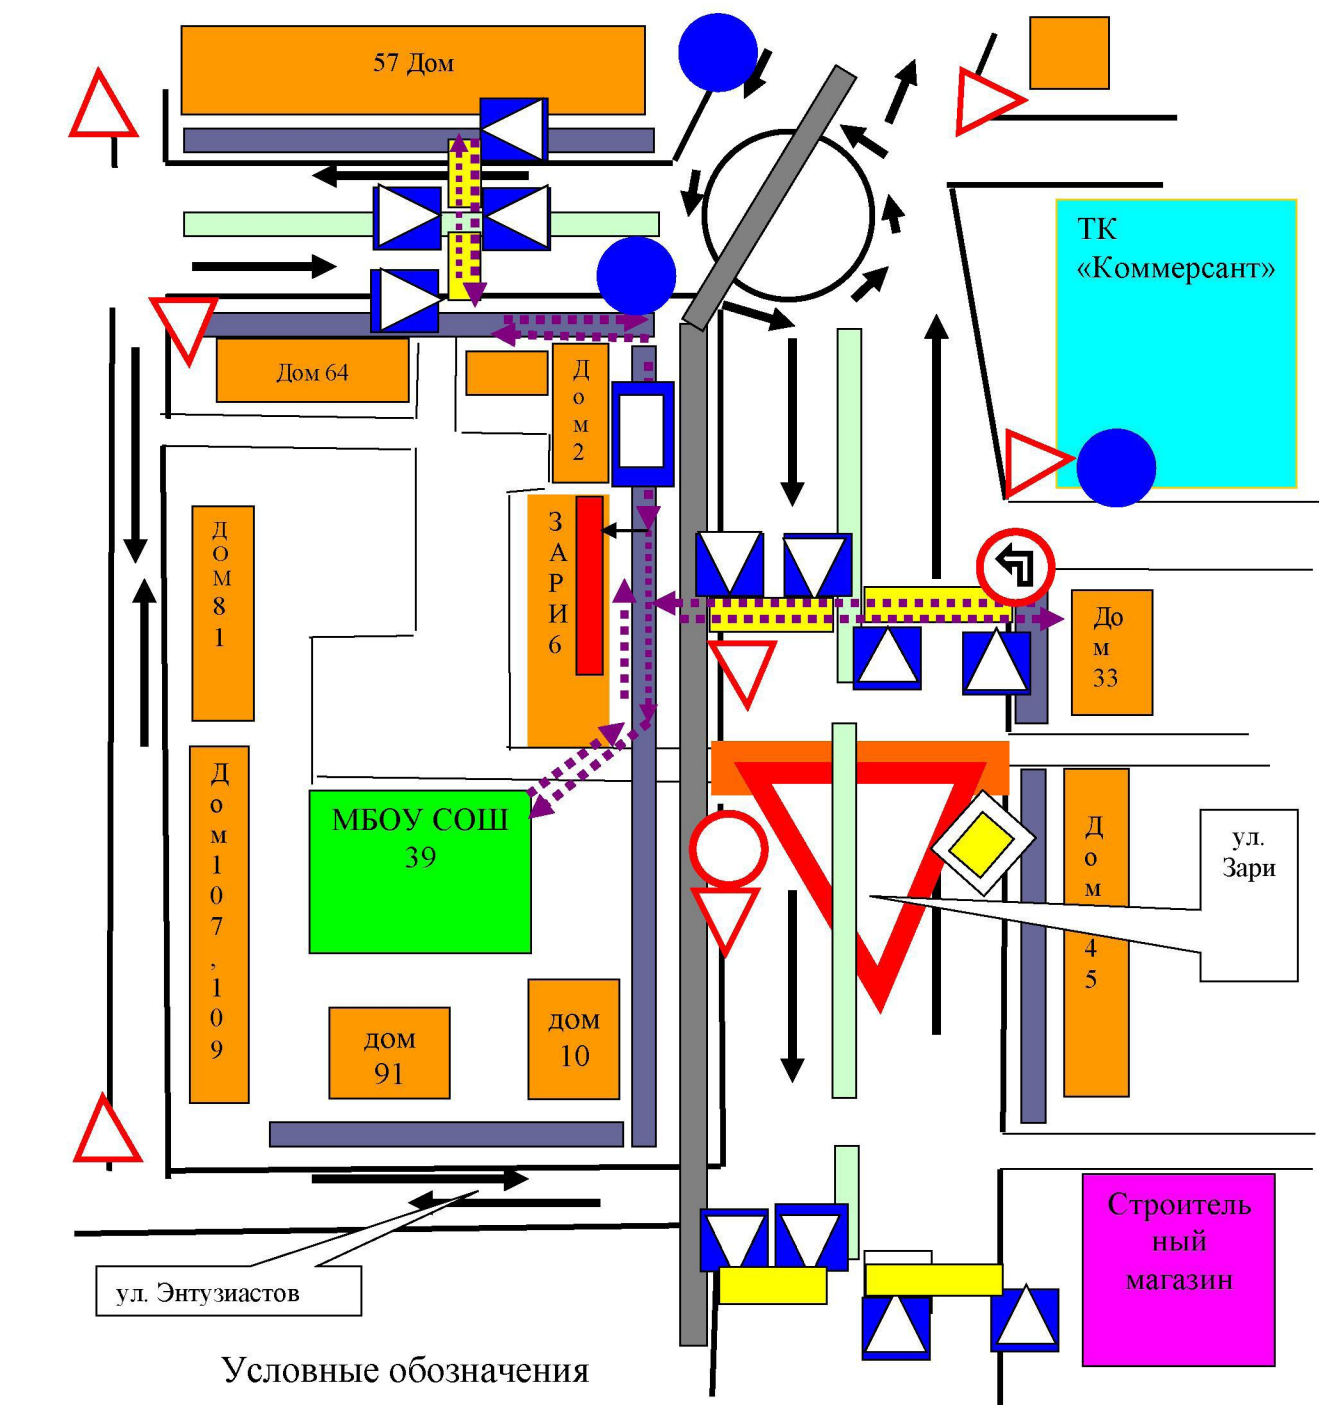 57 Дом
ТК
«Коммерсант»
Дом 64
Д
о
м
2
З
А
Р
И
6
Д
О
М
8
1
До
м
33
Д
о
м
1
0
7
,
1
0
9
МБОУ СОШ
39
Д
о
м
4
5
ул.
Зари
дом
91
дом
10
Строитель
ный
магазин
ул. Энтузиастов
Условные обозначения